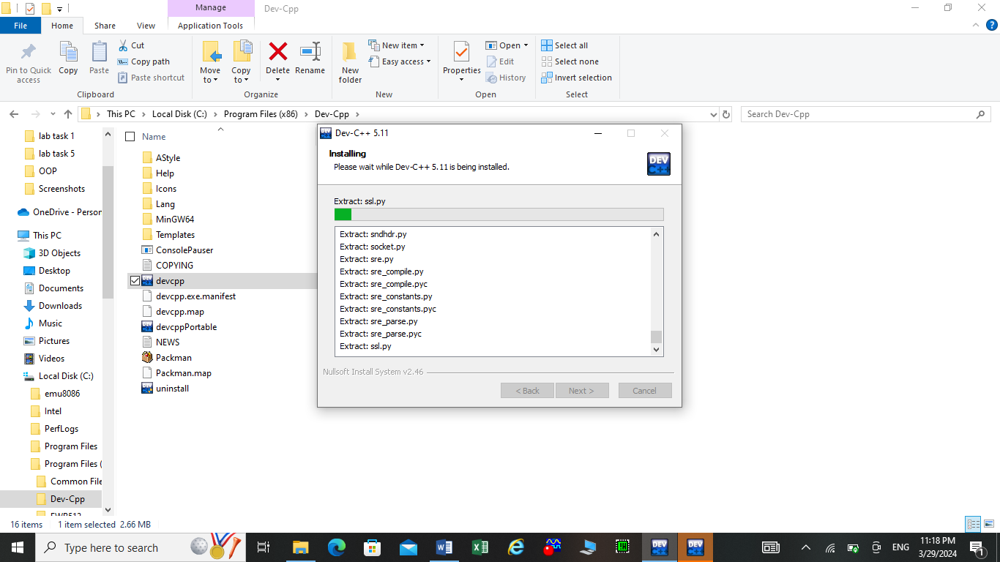 Manage
Dev-Cpp
File
Home
Share
View
Application Tools
Pin to Quick access
Copy
Paste
Cut
Copy path
Paste shortcut
Clipboard
Move to
Copy to
Delete
Rename
Organize
New folder
New item
Easy access
New
Properties
Open
Edit
History
Open
Select all
Select none
Invert selection
Select
This PC > Local Disk (C:) > Program Files (x86) > Dev-Cpp >
Search Dev-Cpp
lab task 1
lab task 5
OOP
Screenshots
OneDrive - Person
This PC
3D Objects
Desktop
Documents
Downloads
Music
Pictures
Videos
Local Disk (C:)
emu8086
Intel
PerfLogs
Program Files
Program Files (
Common File
Dev-Cpp
EWB512
Name
AStyle
Help
Icons
Lang
MinGW64
Templates
ConsolePauser
COPYING
devcpp
devcpp.exe.manifest
devcpp.map
devcppPortable
NEWS
Packman
Packman.map
uninstall
Dev-C++ 5.11
Installing
Please wait while Dev-C++ 5.11 is being installed.
DEV
C++
Extract: ssl.py
Extract: sndhdr.py
Extract: socket.py
Extract: sre.py
Extract: sre_compile.py
Extract: sre_compile.pyc
Extract: sre_constants.py
Extract: sre_constants.pyc
Extract: sre_parse.py
Extract: sre_parse.pyc
Extract: ssl.py
Nullsoft Install System v2.46
< Back
Next >
Cancel
16 items
1 item selected 2.66 MB
Type here to search
ENG
11:18 PM
3/29/2024
1